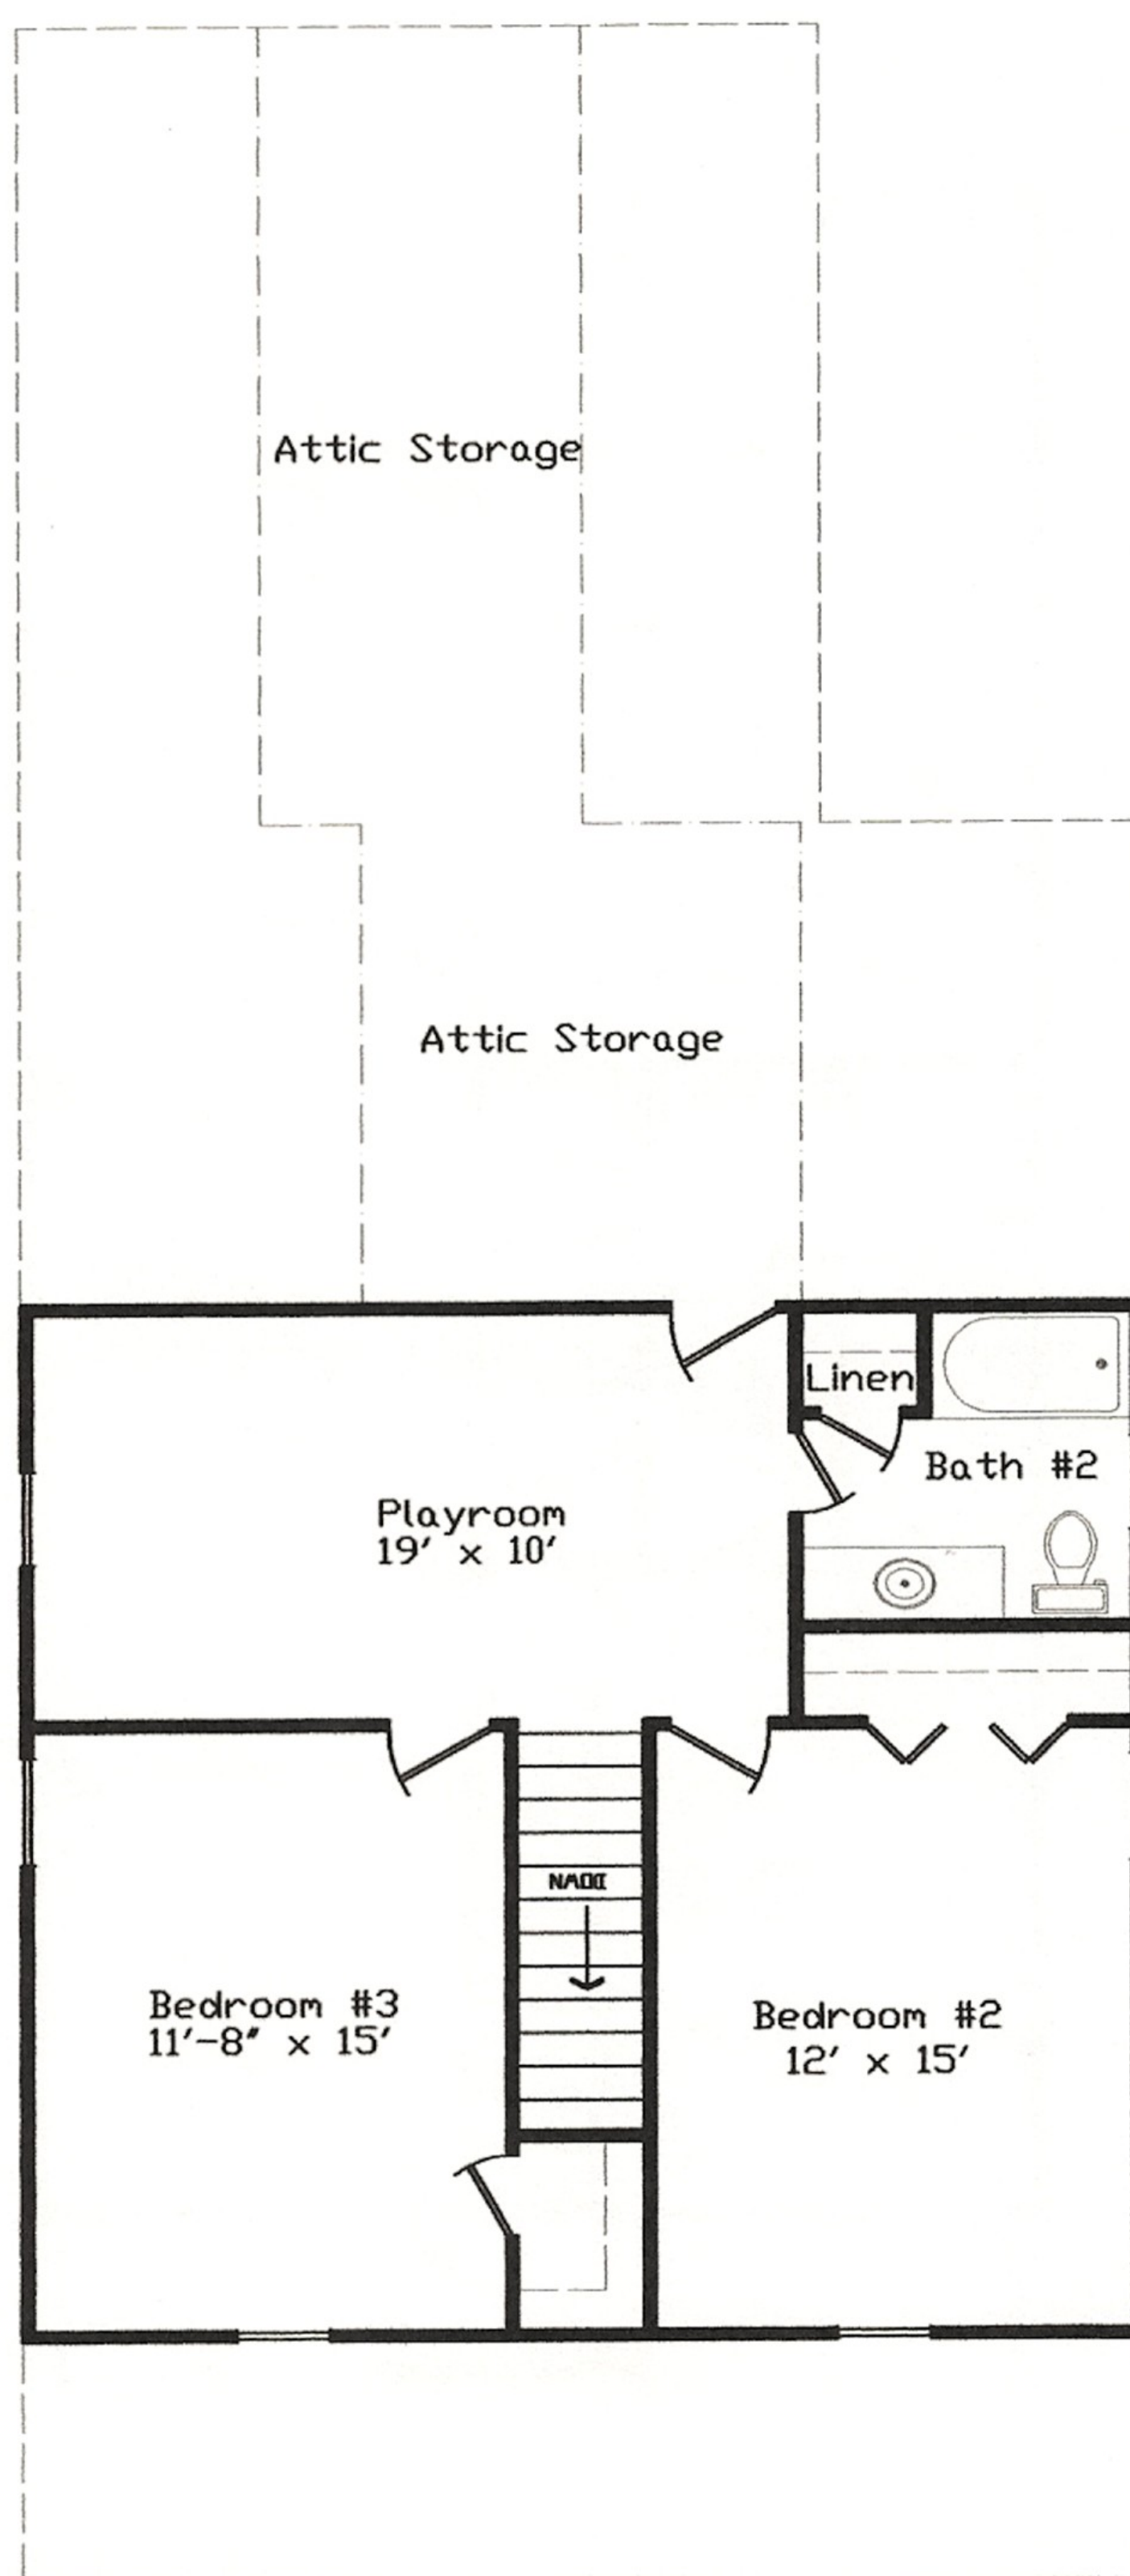 Attic Storage
Attic Storage
Linen
Bath #2
Playroom
19' x 10'
DOWN
Bedroom #3
11'-8" x 15'
Bedroom #2
12' x 15'